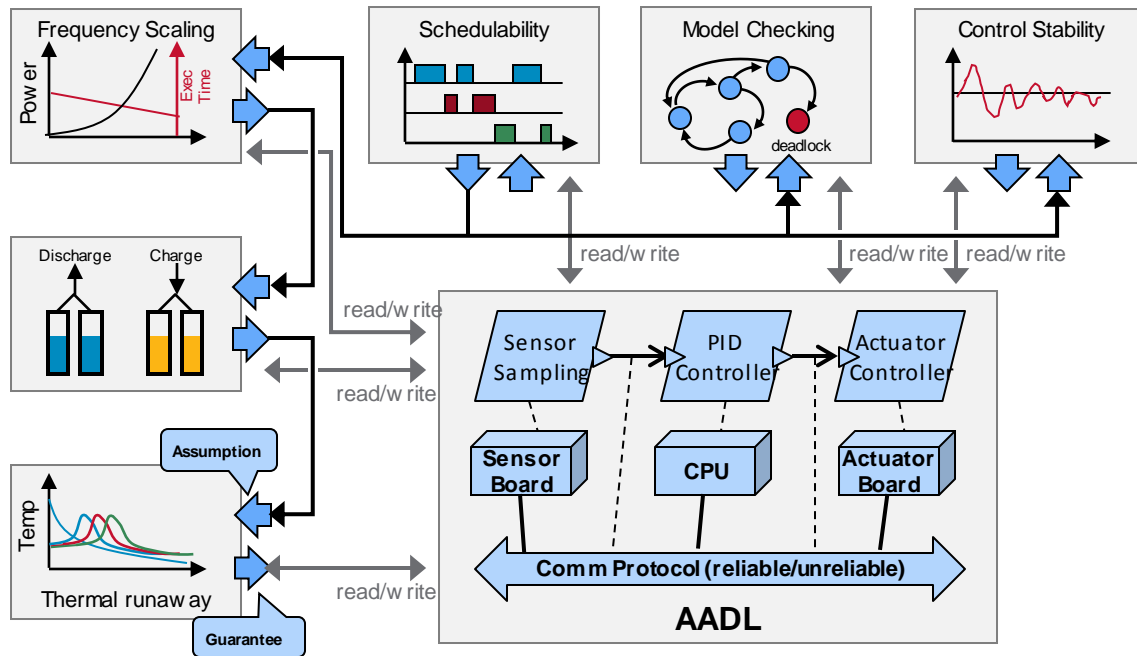 Frequency Scaling
Power
Exec
Time
Schedulability
Model Checking
deadlock
Control Stability
read/w rite
read/w rite
read/w rite
Discharge
Charge
read/w rite
read/w rite
Assumption
Temp
Thermal runaw ay
Guarantee
read/w rite
Sensor
Sampling
PID
Controller
Actuator
Controller
Sensor
Board
CPU
Actuator
Board
Comm Protocol (reliable/unreliable)
AADL